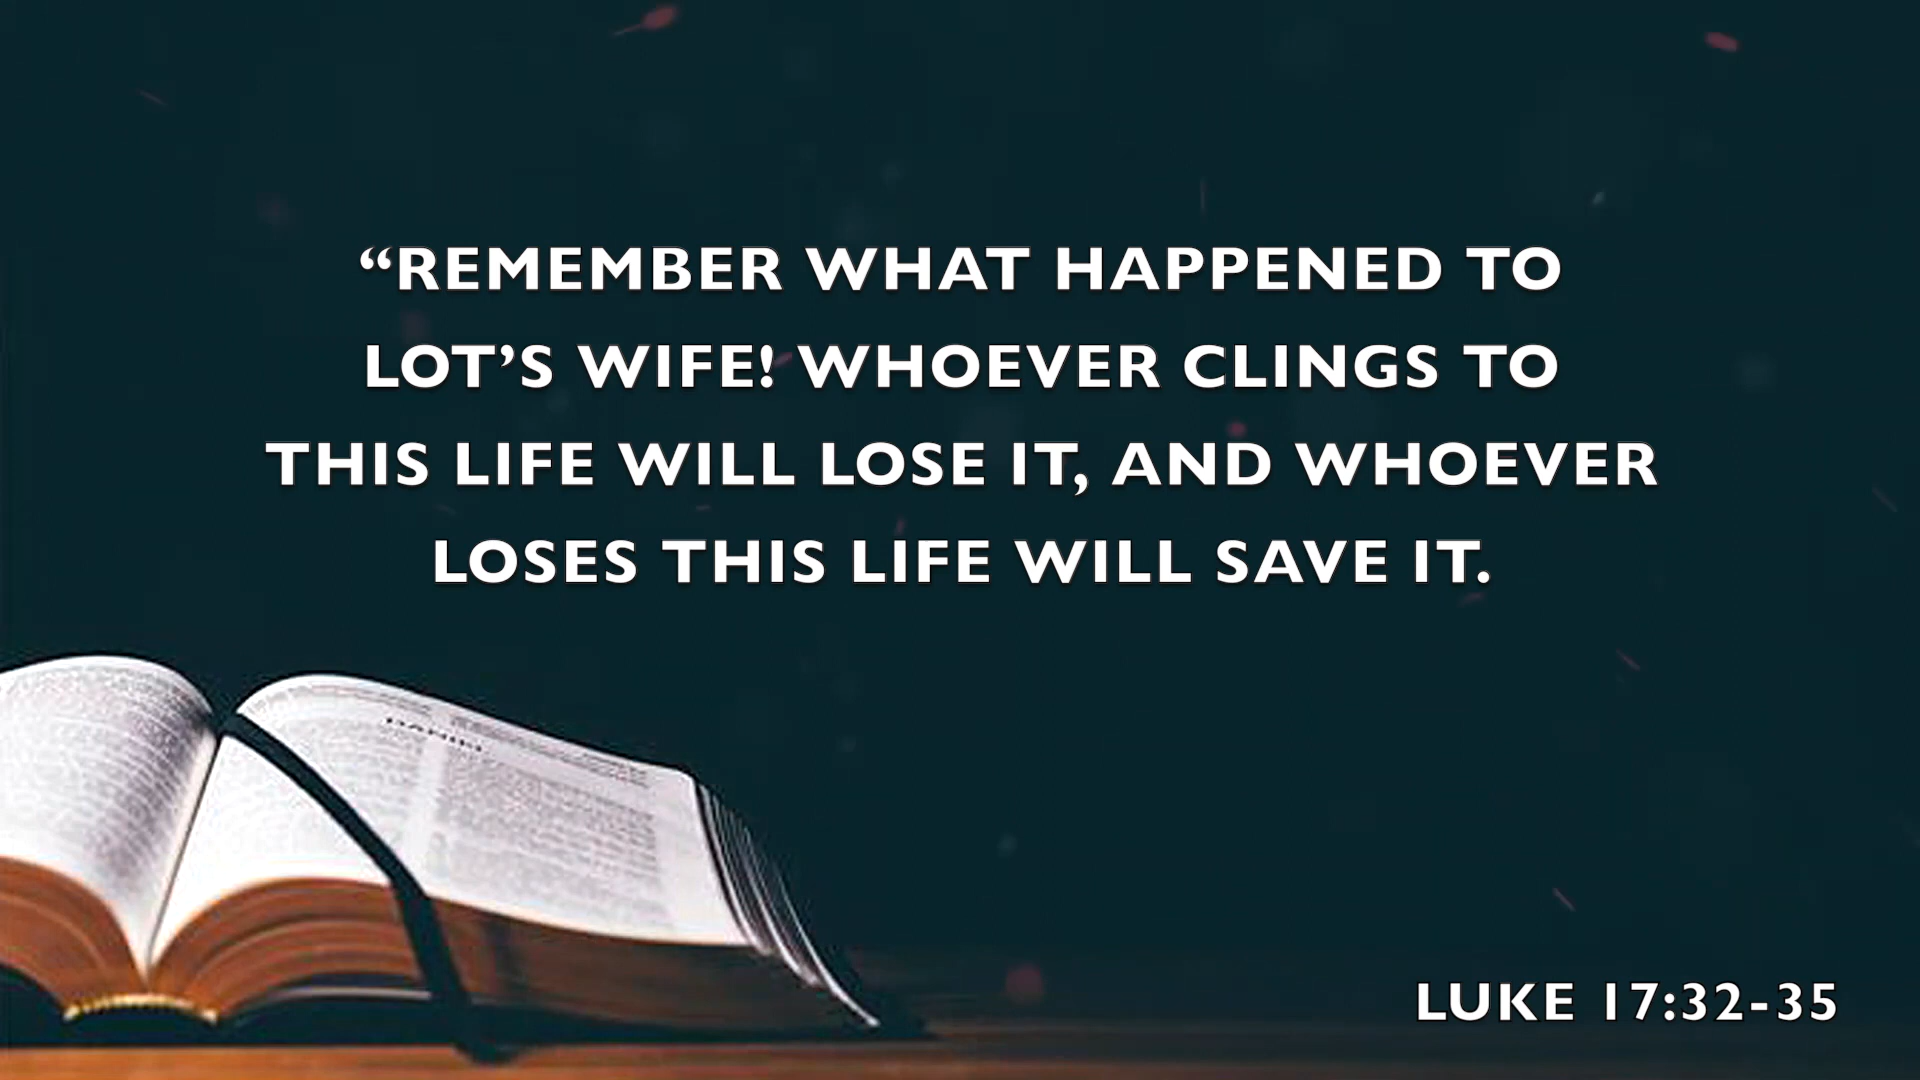 “REMEMBER WHAT HAPPENED TO
LOT’S WIFE! WHOEVER CLINGS TO
THIS LIFE WILL LOSE IT, AND WHOEVER
LOSES THIS LIFE WILL SAVE IT.
DANIEL
LUKE 17:32-35